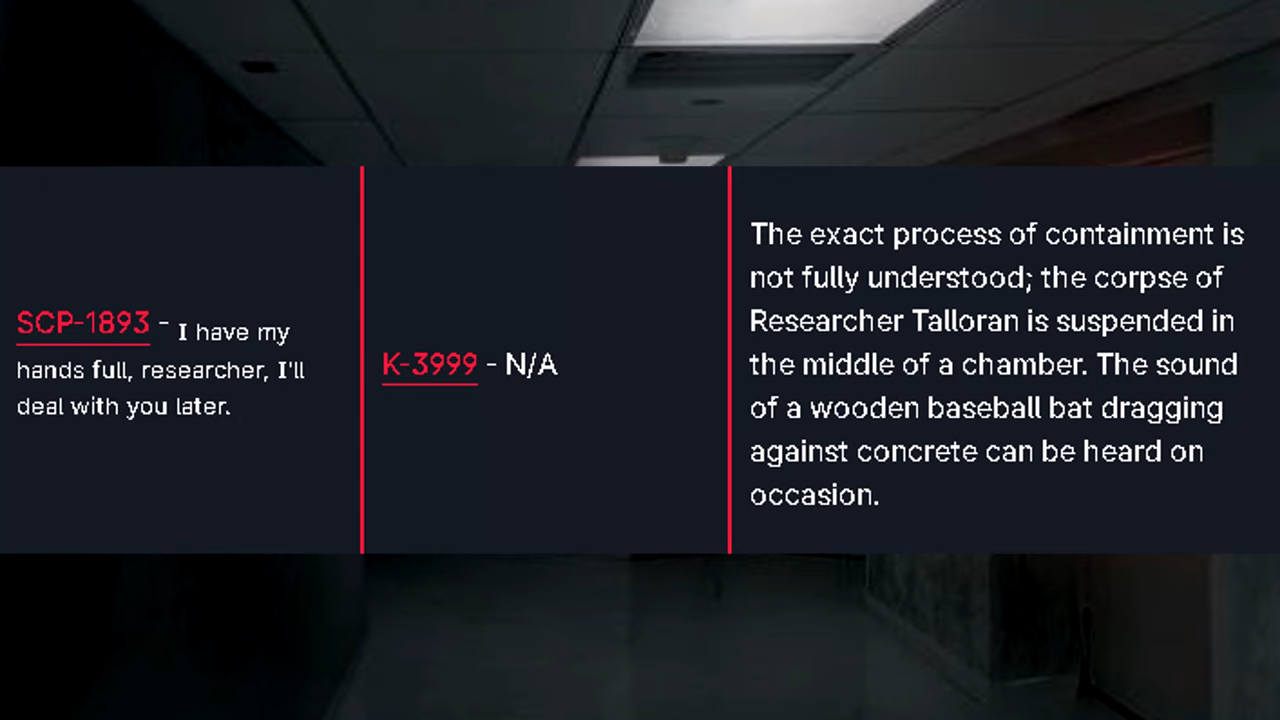 SCP-1893 - I have my
hands full, researcher, I'll
deal with you later.
K-3999 - N/A
The exact process of containment is
not fully understood; the corpse of
Researcher Talloran is suspended in
the middle of a chamber. The sound
of a wooden baseball bat dragging
against concrete can be heard on
occasion.